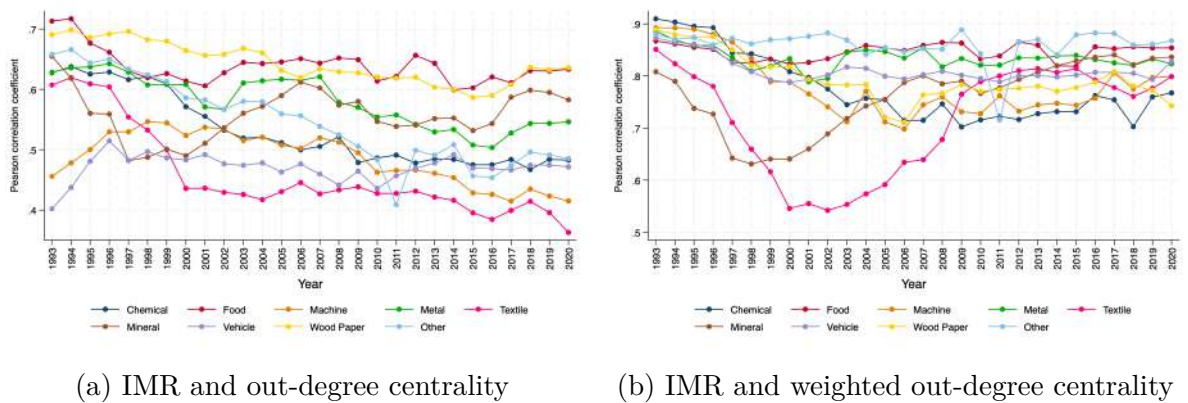 .7
.6
.5
.4
Pearson correlation coefficient
1993 1994 1995 1996 1997 1998 1999 2000 2001 2002 2003 2004 2005 2006 2007 2008 2009 2010 2011 2012 2013 2014 2015 2016 2017 2018 2019 2020
Year
Chemical Food Machine Metal Textile
Mineral Vehicle Wood Paper Other
(a) IMR and out-degree centrality
.9
.8
.7
.6
.5
Pearson correlation coefficient
1993 1994 1995 1996 1997 1998 1999 2000 2001 2002 2003 2004 2005 2006 2007 2008 2009 2010 2011 2012 2013 2014 2015 2016 2017 2018 2019 2020
Year
Chemical Food Machine Metal Textile
Mineral Vehicle Wood Paper Other
(b) IMR and weighted out-degree centrality